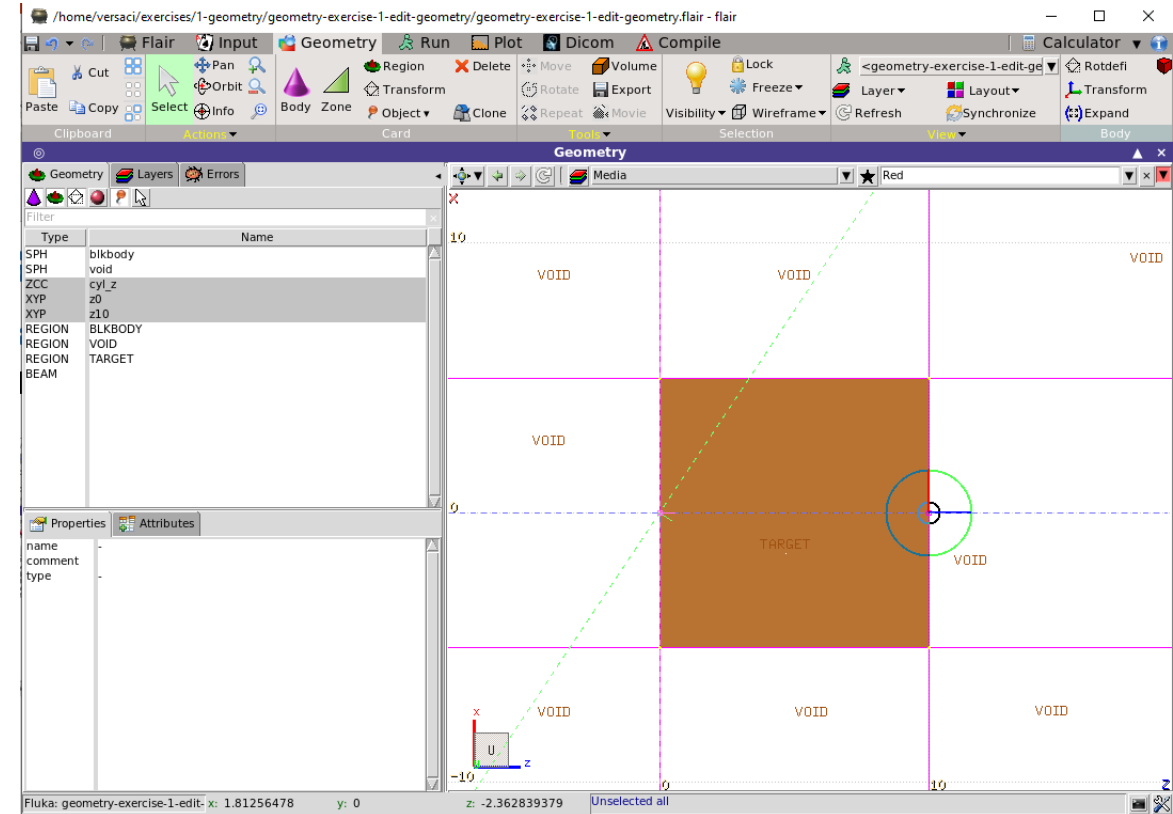 /home/versaci/exercises/1-geometry/geometry-exercise-1-edit-geometry/geometry-exercise-1-edit-geometry.flair - flair
Flair Input Geometry Run Plot Dicom Compile Calculator
Cut Pan Region Delete Move Volume Lock <geometry-exercise-1-edit-ge Rotdefi
Orbit Transform Rotate Export Freeze Layer Layout Transform
Paste Copy Select Info Body Zone Object Clone Repeat Movie Visibility Wireframe Refresh Synchronize Expand
Clipboard Actions Card Tools Selection View Body
Geometry
Geometry Layers Errors Media Red
Filter
Type Name
SPH blkbody
SPH void
ZCC cyl_z
XYP z0
XYP z10
REGION BLKBODY
REGION VOID
REGION TARGET
BEAM
Properties Attributes
name -
comment
type -
X
10
VOID
VOID VOID
VOID
0
TARGET
VOID
VOID VOID VOID
x
U
z
-10
0 10 Z
Fluka: geometry-exercise-1-edit- x: 1.81256478 y: 0 z: -2.362839379 Unselected all